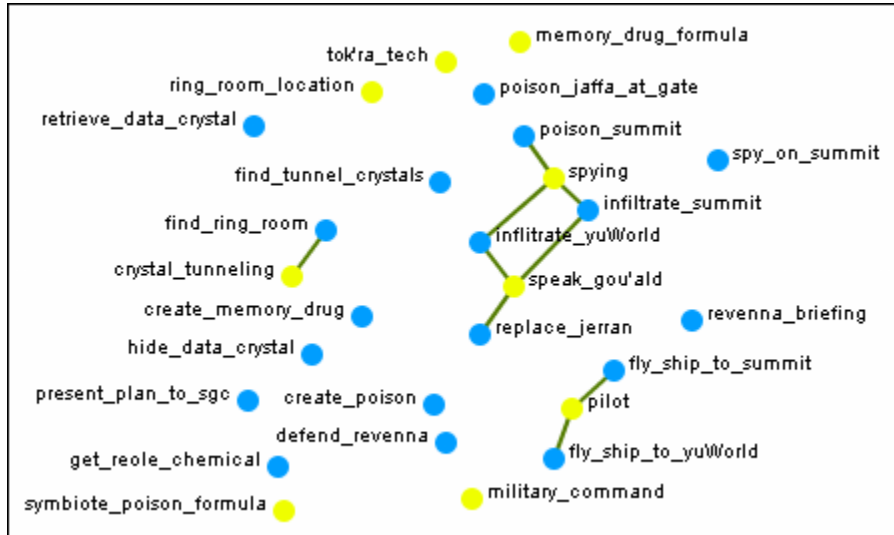 memory_drug_formula
tok'ra_tech
ring_room_location
poison_jaffa_at_gate
retrieve_data_crystal
poison_summit
spy_on_summit
find_tunnel_crystals
spying
infiltrate_summit
find_ring_room
inflitrate_yuWorld
crystal_tunneling
speak_gou'ald
create_memory_drug
revenna_briefing
replace_jerran
hide_data_crystal
fly_ship_to_summit
present_plan_to_sgc
create_poison
pilot
defend_revenna
fly_ship_to_yuWorld
get_reole_chemical
military_command
symbiote_poison_formula